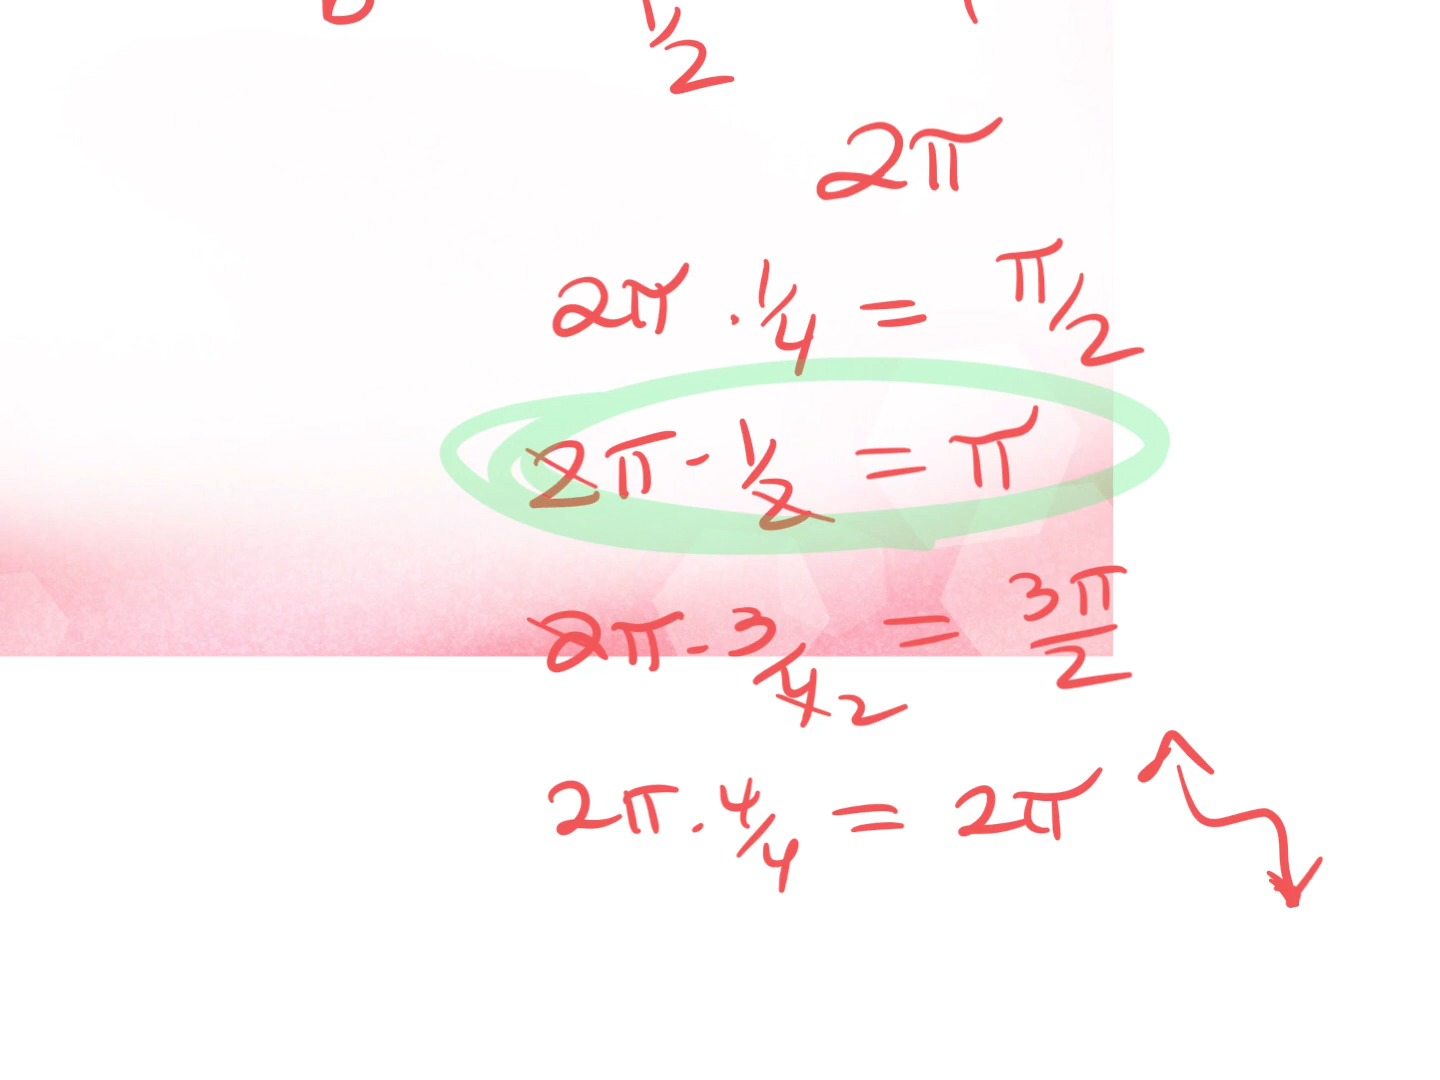 1/2
2π
2π · 1/4 = π/2
2π · 1/2 = π
2π · 3/4 2 = 3π/2
2π · 4/4 = 2π